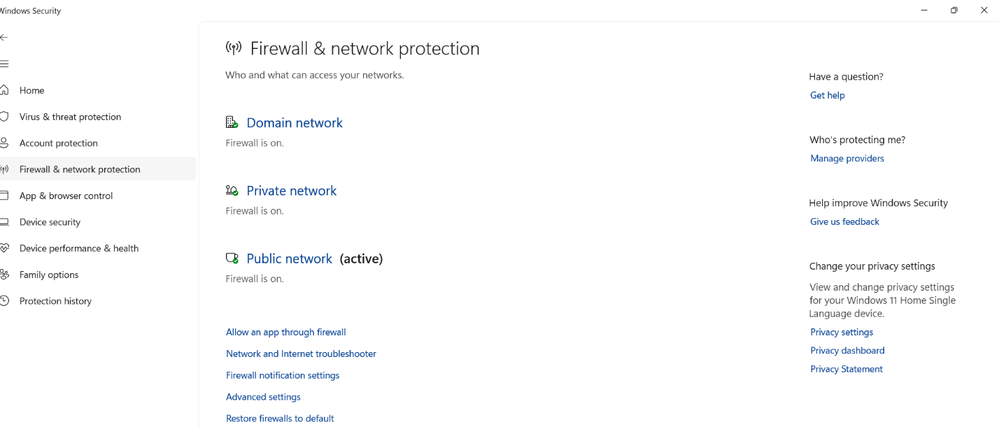 Windows Security
Home
Virus & threat protection
Account protection
Firewall & network protection
App & browser control
Device security
Device performance & health
Family options
Protection history
Firewall & network protection
Who and what can access your networks.
Domain network
Firewall is on.
Private network
Firewall is on.
Public network (active)
Firewall is on.
Allow an app through firewall
Network and Internet troubleshooter
Firewall notification settings
Advanced settings
Restore firewalls to default
Have a question?
Get help
Who's protecting me?
Manage providers
Help improve Windows Security
Give us feedback
Change your privacy settings
View and change privacy settings
for your Windows 11 Home Single
Language device.
Privacy settings
Privacy dashboard
Privacy Statement